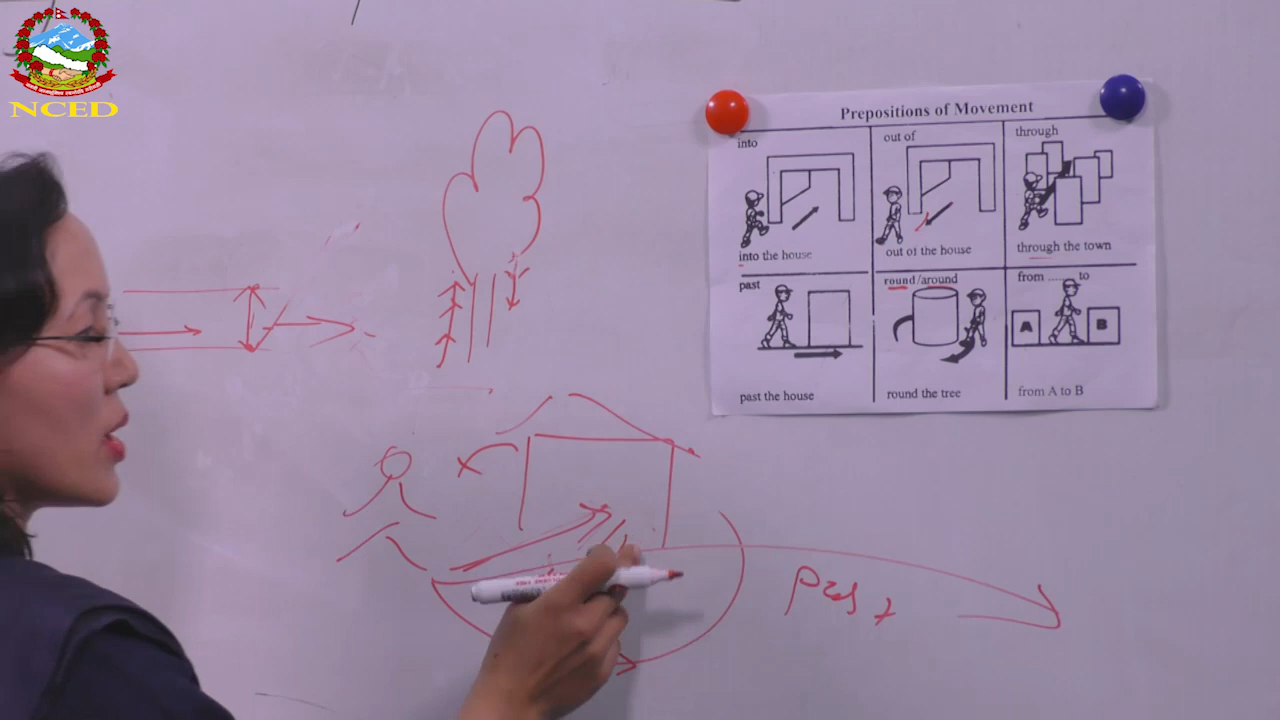 NCED
Prepositions of Movement
into
out of
through
into the house
out of the house
through the town
past
round/around
from ........ to
A
B
past the house
round the tree
from A to B
past